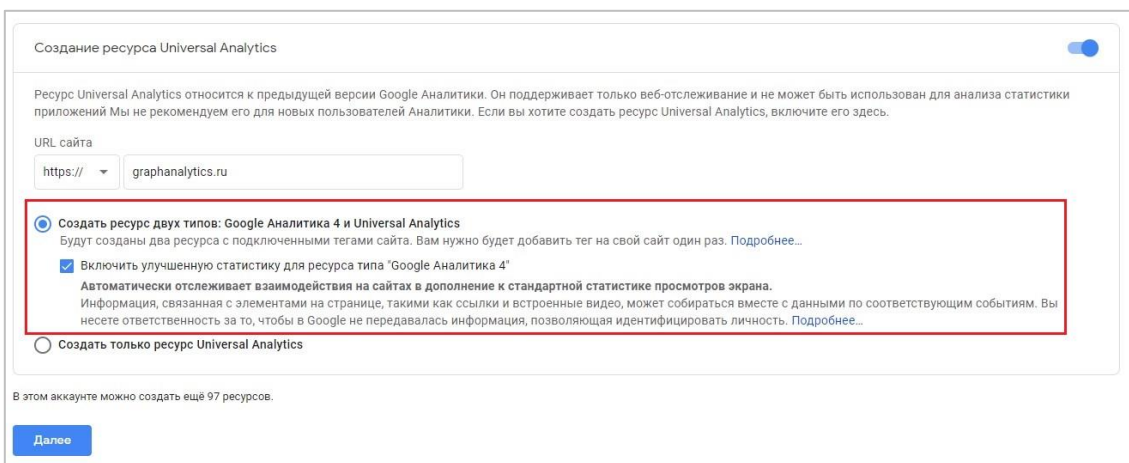 Создание ресурса Universal Analytics
Ресурс Universal Analytics относится к предыдущей версии Google Аналитики. Он поддерживает только веб-отслеживание и не может быть использован для анализа статистики
приложений Мы не рекомендуем его для новых пользователей Аналитики. Если вы хотите создать ресурс Universal Analytics, включите его здесь.
URL сайта
https:// graphanalytics.ru
Создать ресурс двух типов: Google Аналитика 4 и Universal Analytics
Будут созданы два ресурса с подключенными тегами сайта. Вам нужно будет добавить тег на свой сайт один раз. Подробнее…
Включить улучшенную статистику для ресурса типа "Google Аналитика 4"
Автоматически отслеживает взаимодействия на сайтах в дополнение к стандартной статистике просмотров экрана.
Информация, связанная с элементами на странице, такими как ссылки и встроенные видео, может собираться вместе с данными по соответствующим событиям. Вы
несете ответственность за то, чтобы в Google не передавалась информация, позволяющая идентифицировать личность. Подробнее…
Создать только ресурс Universal Analytics
В этом аккаунте можно создать ещё 97 ресурсов.
Далее